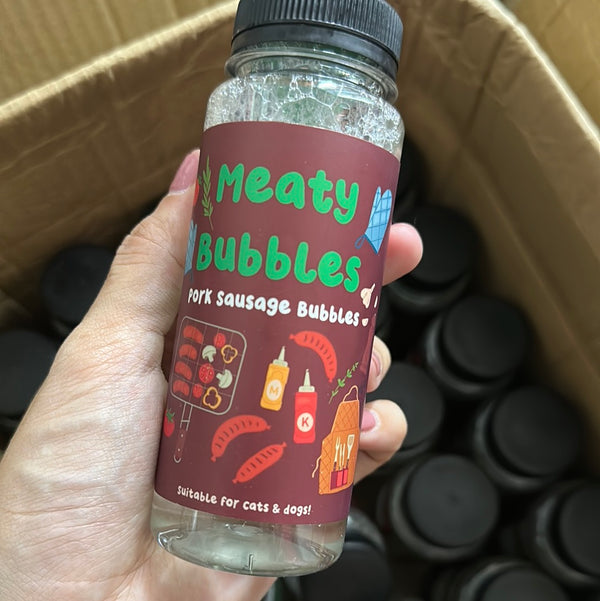 Meaty
Bubbles
Pork Sausage Bubbles
M
K
Suitable for cats & dogs!